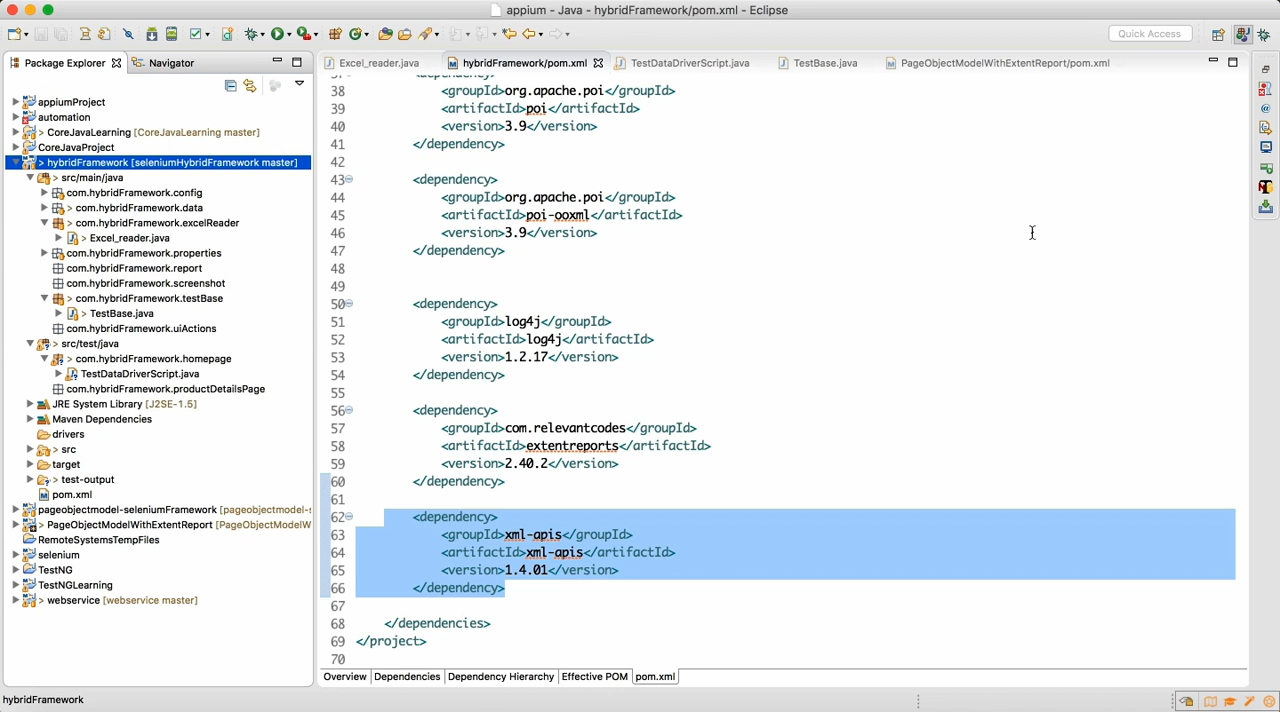 appium - Java - hybridFramework/pom.xml - Eclipse
Quick Access
Package Explorer
Navigator
Excel_reader.java
hybridFramework/pom.xml
TestDataDriverScript.java
TestBase.java
PageObjectModelWithExtentReport/pom.xml
appiumProject
automation
> CoreJavaLearning [CoreJavaLearning master]
CoreJavaProject
> hybridFramework [seleniumHybridFramework master]
> src/main/java
com.hybridFramework.config
> com.hybridFramework.data
> com.hybridFramework.excelReader
> Excel_reader.java
com.hybridFramework.properties
com.hybridFramework.report
com.hybridFramework.screenshot
> com.hybridFramework.testBase
> TestBase.java
com.hybridFramework.uiActions
> src/test/java
> com.hybridFramework.homepage
TestDataDriverScript.java
com.hybridFramework.productDetailsPage
JRE System Library [J2SE-1.5]
Maven Dependencies
drivers
> src
target
> test-output
pom.xml
pageobjectmodel-seleniumFramework [pageobjectmodel-s
> PageObjectModelWithExtentReport [PageObjectModelW
RemoteSystemsTempFiles
selenium
TestNG
TestNGLearning
> webservice [webservice master]
37 <dependency>
38 <groupId>org.apache.poi</groupId>
39 <artifactId>poi</artifactId>
40 <version>3.9</version>
41 </dependency>
42
43 <dependency>
44 <groupId>org.apache.poi</groupId>
45 <artifactId>poi-ooxml</artifactId>
46 <version>3.9</version>
47 </dependency>
48
49
50 <dependency>
51 <groupId>log4j</groupId>
52 <artifactId>log4j</artifactId>
53 <version>1.2.17</version>
54 </dependency>
55
56 <dependency>
57 <groupId>com.relevantcodes</groupId>
58 <artifactId>extentreports</artifactId>
59 <version>2.40.2</version>
60 </dependency>
61
62 <dependency>
63 <groupId>xml-apis</groupId>
64 <artifactId>xml-apis</artifactId>
65 <version>1.4.01</version>
66 </dependency>
67
68 </dependencies>
69 </project>
70
Overview Dependencies Dependency Hierarchy Effective POM pom.xml
hybridFramework